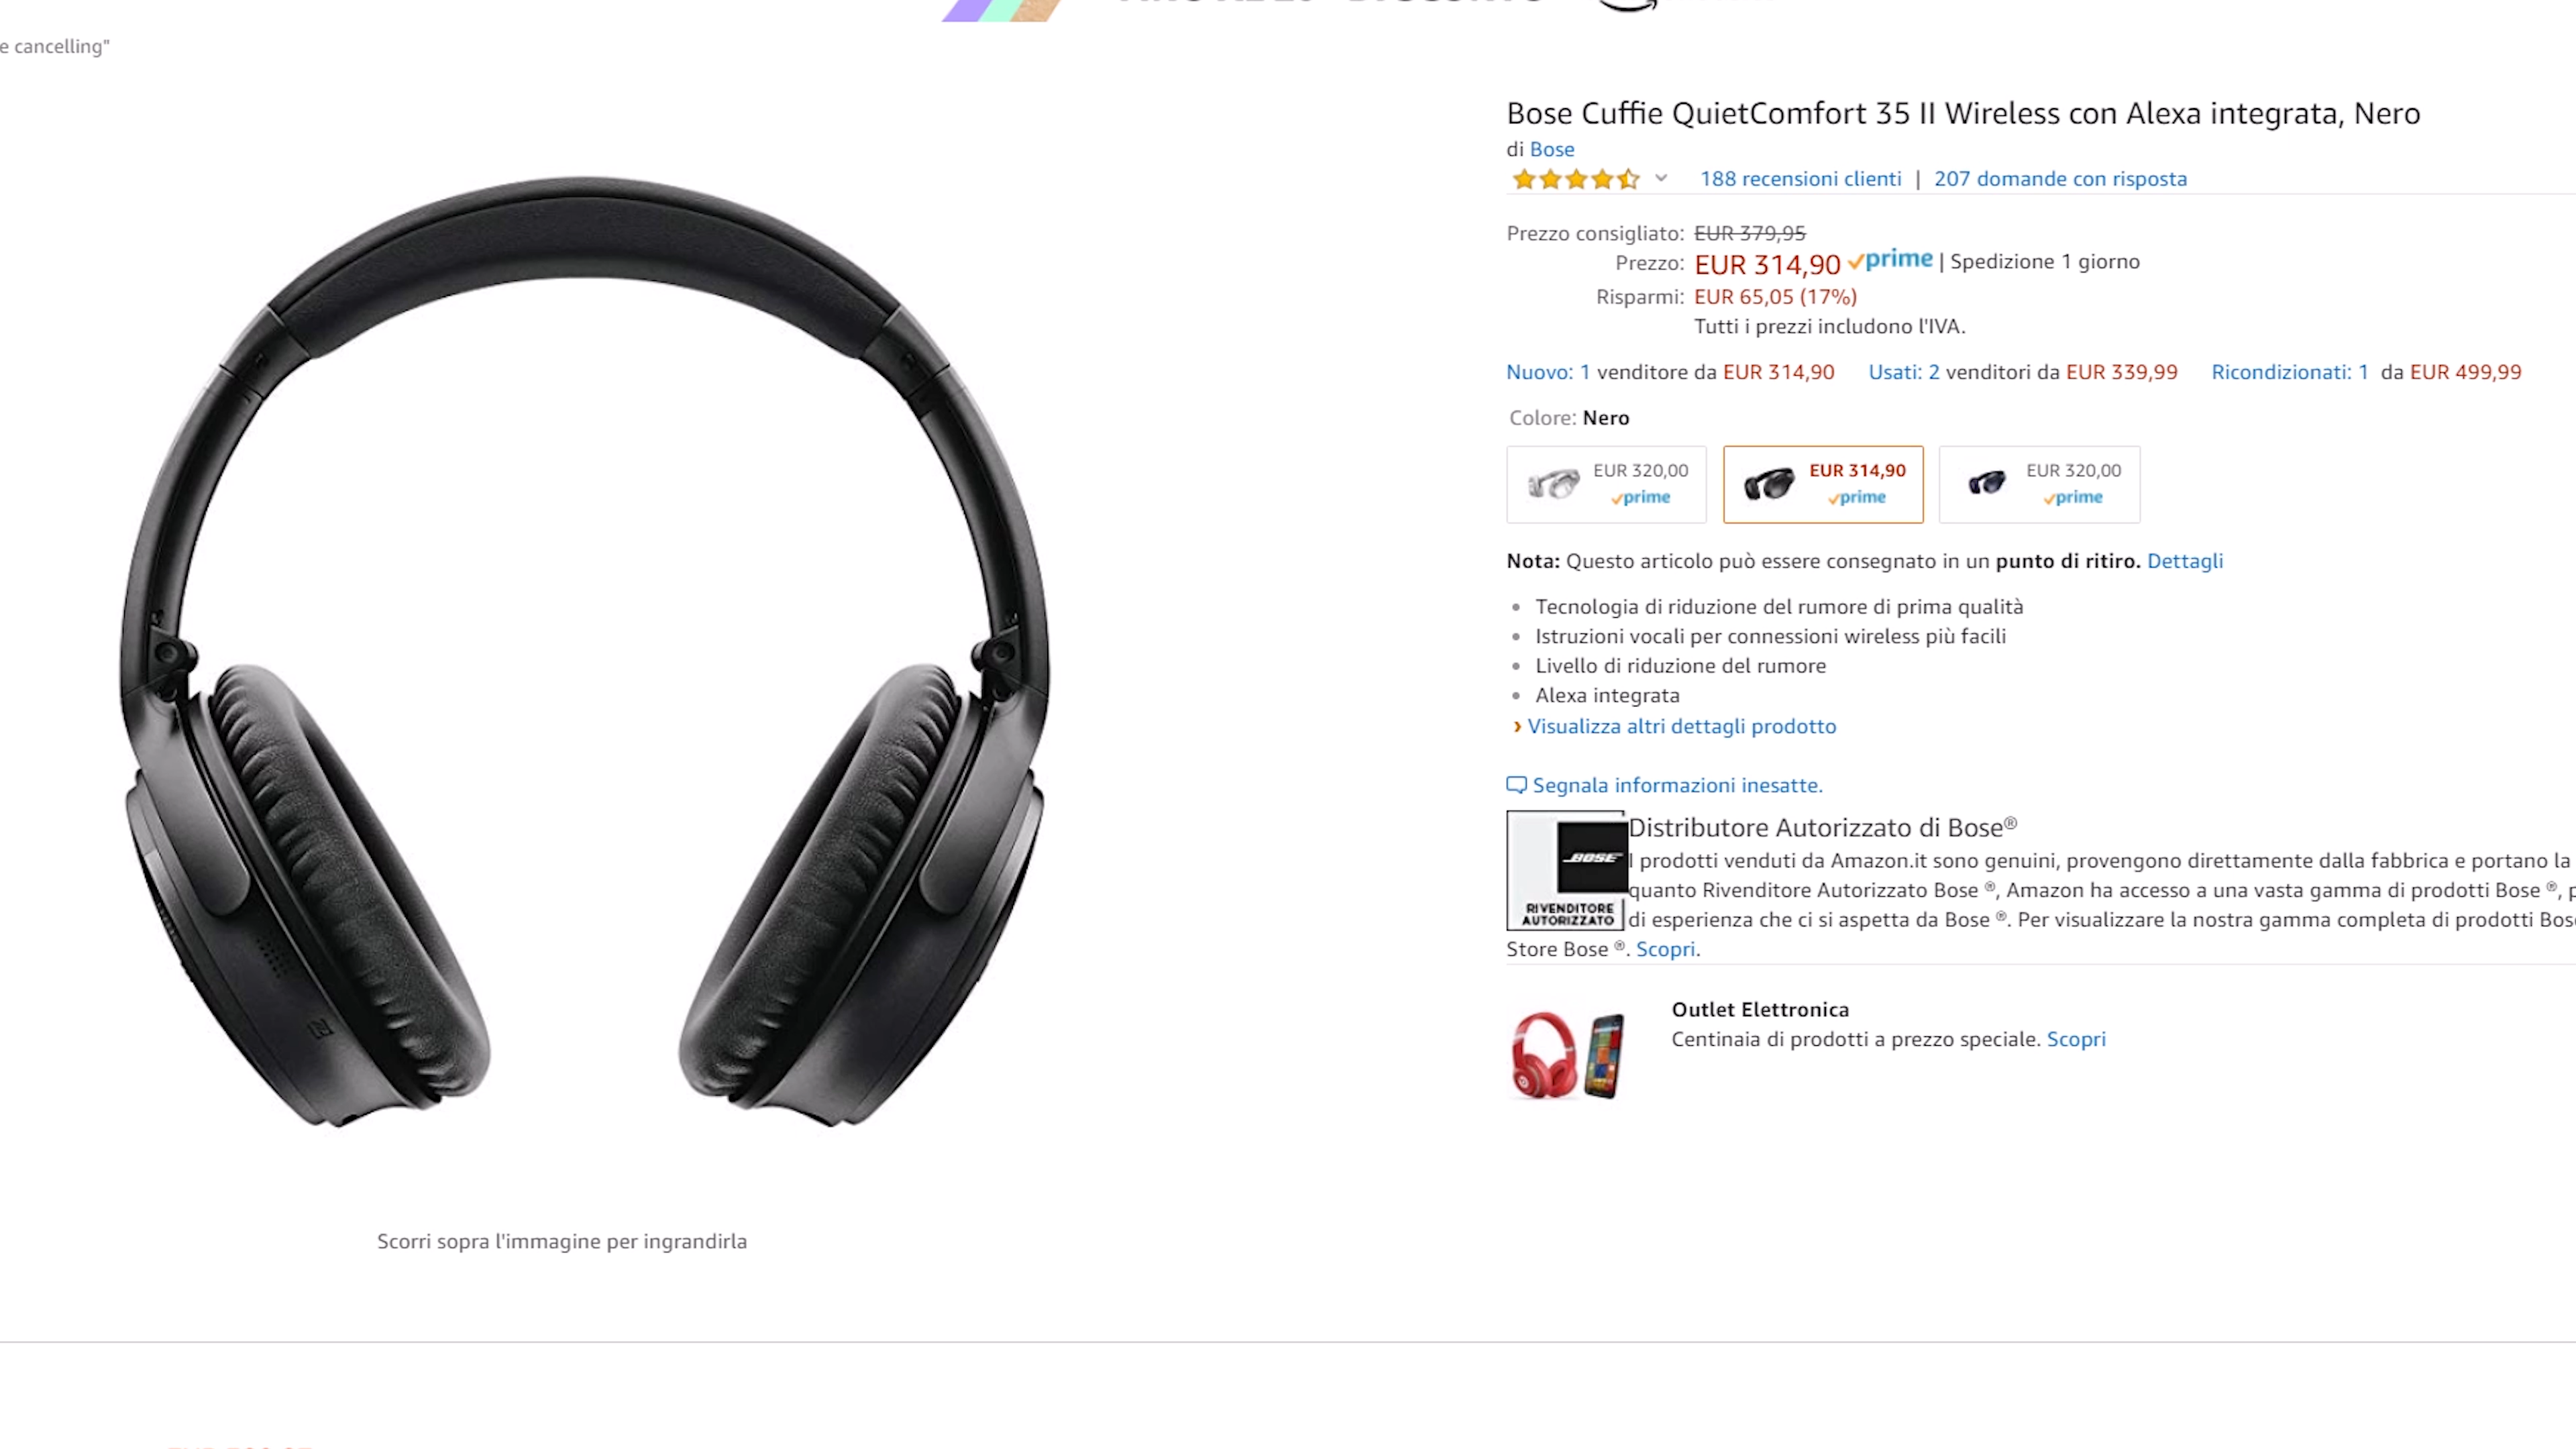 e cancelling"
Bose Cuffie QuietComfort 35 II Wireless con Alexa integrata, Nero
di Bose
188 recensioni clienti | 207 domande con risposta
Prezzo consigliato: EUR 379,95
Prezzo: EUR 314,90 prime | Spedizione 1 giorno
Risparmi: EUR 65,05 (17%)
Tutti i prezzi includono l'IVA.
Nuovo: 1 venditore da EUR 314,90 Usati: 2 venditori da EUR 339,99 Ricondizionati: 1 da EUR 499,99
Colore: Nero
EUR 320,00 EUR 314,90 EUR 320,00
prime prime prime
Nota: Questo articolo può essere consegnato in un punto di ritiro. Dettagli
• Tecnologia di riduzione del rumore di prima qualità
• Istruzioni vocali per connessioni wireless più facili
• Livello di riduzione del rumore
• Alexa integrata
› Visualizza altri dettagli prodotto
Segnala informazioni inesatte.
BOSE
RIVENDITORE
AUTORIZZATO
Distributore Autorizzato di Bose®
I prodotti venduti da Amazon.it sono genuini, provengono direttamente dalla fabbrica e portano la
quanto Rivenditore Autorizzato Bose ®, Amazon ha accesso a una vasta gamma di prodotti Bose ®, p
di esperienza che ci si aspetta da Bose ®. Per visualizzare la nostra gamma completa di prodotti Bos
Store Bose ®. Scopri.
Outlet Elettronica
Centinaia di prodotti a prezzo speciale. Scopri
Scorri sopra l'immagine per ingrandirla